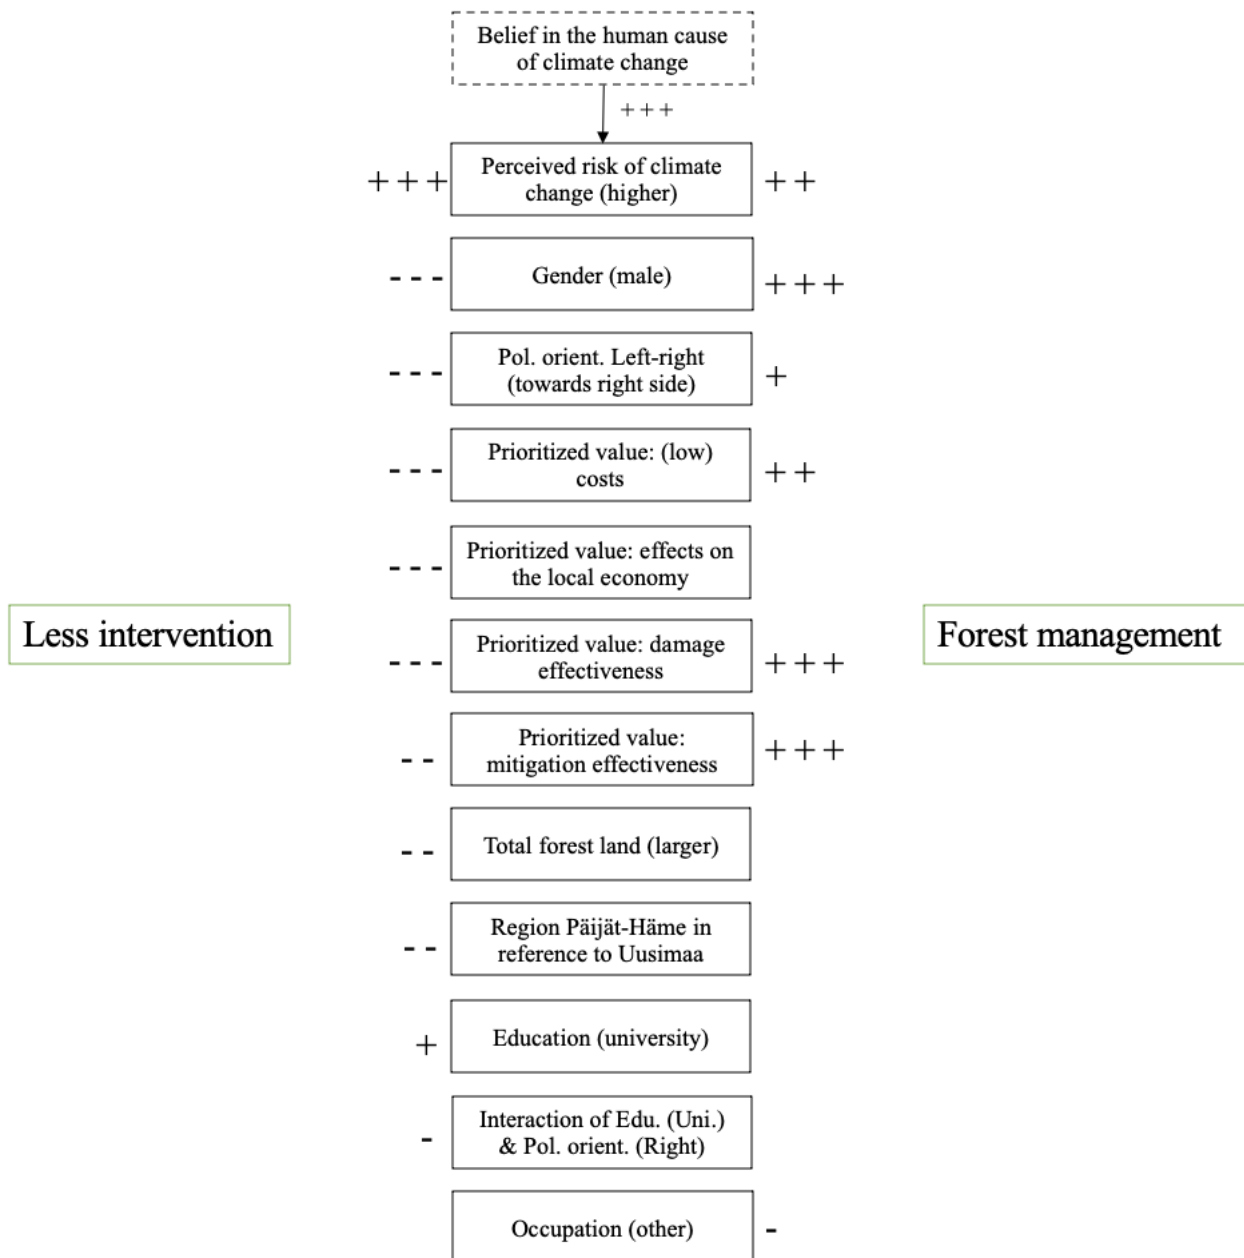 Belief in the human cause
of climate change
+++
+++
Perceived risk of climate
change (higher)
++
---
Gender (male)
+++
---
Pol. orient. Left-right
(towards right side)
+
---
Prioritized value: (low)
costs
++
---
Prioritized value: effects on
the local economy
Less intervention
Forest management
---
Prioritized value: damage
effectiveness
+++
--
Prioritized value:
mitigation effectiveness
+++
--
Total forest land (larger)
--
Region Päijät-Häme in
reference to Uusimaa
+
Education (university)
-
Interaction of Edu. (Uni.)
& Pol. orient. (Right)
Occupation (other)
-